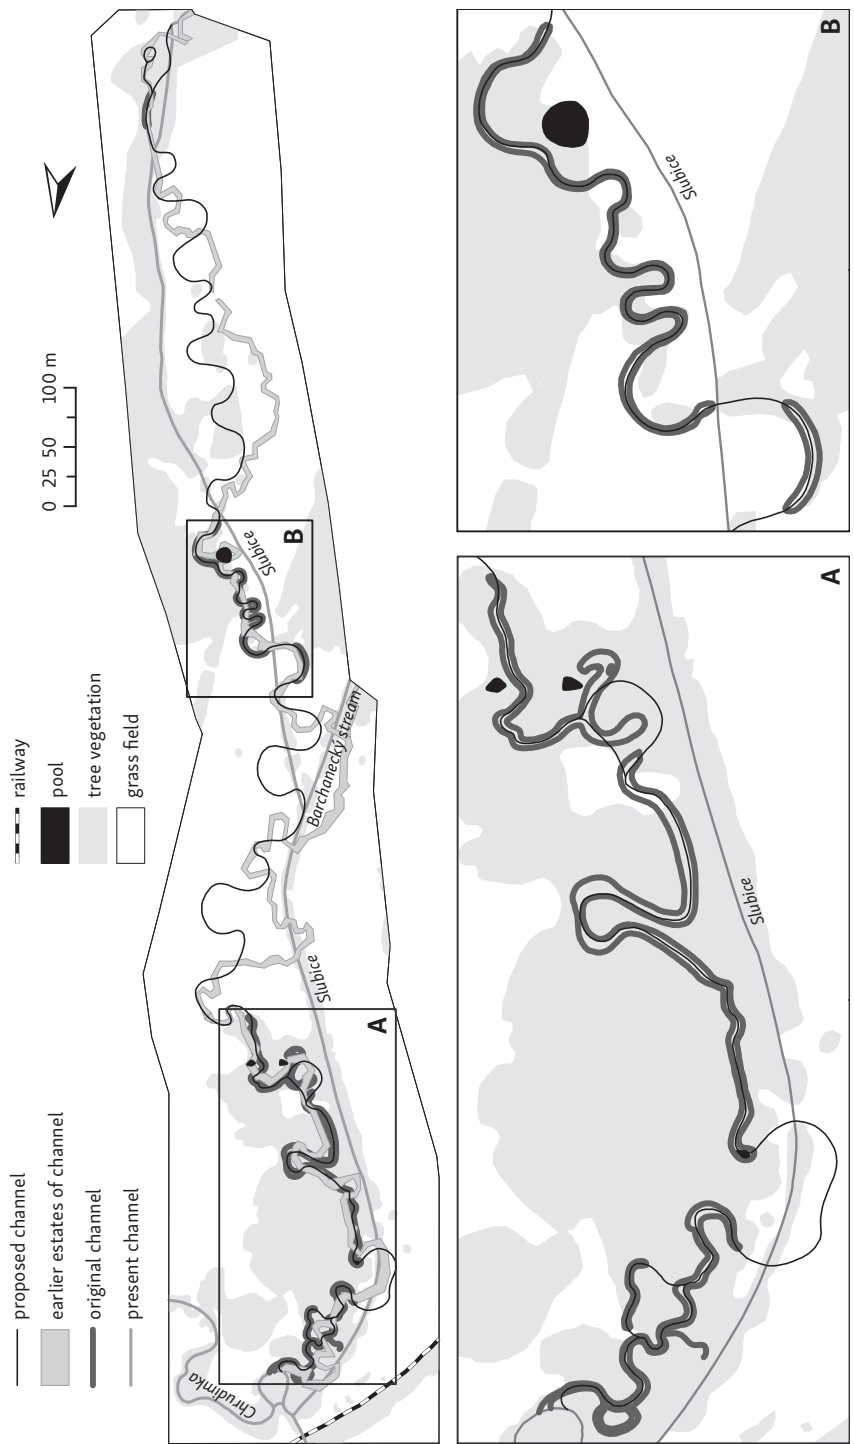 proposed channel
earlier estates of channel
original channel
present channel
railway
pool
tree vegetation
grass field
0 25 50 100 m
Chrudimka
Slubice
Barchanecký stream
Slubice
A
B
A
Slubice
B
Slubice